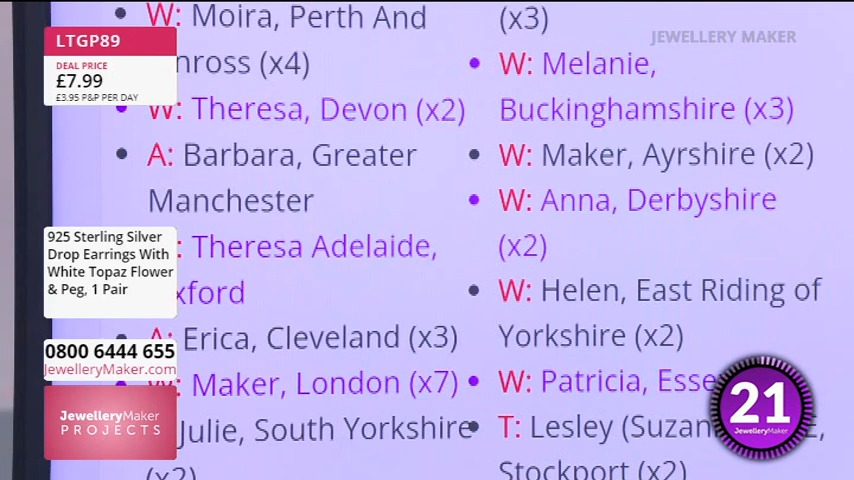 W: Moira, Perth And
nross (x4)
W: Theresa, Devon (x2)
A: Barbara, Greater
Manchester
: Theresa Adelaide,
xford
A: Erica, Cleveland (x3)
W: Maker, London (x7)
Julie, South Yorkshire
(x2)
(x3)
W: Melanie,
Buckinghamshire (x3)
W: Maker, Ayrshire (x2)
W: Anna, Derbyshire
(x2)
W: Helen, East Riding of
Yorkshire (x2)
W: Patricia, Esse
T: Lesley (Suzan E,
Stockport (x2)
JEWELLERY MAKER
LTGP89
DEAL PRICE
£7.99
£3.95 P&P PER DAY
925 Sterling Silver
Drop Earrings With
White Topaz Flower
& Peg, 1 Pair
0800 6444 655
JewelleryMaker.com
JewelleryMaker
PROJECTS
21
JewelleryMaker